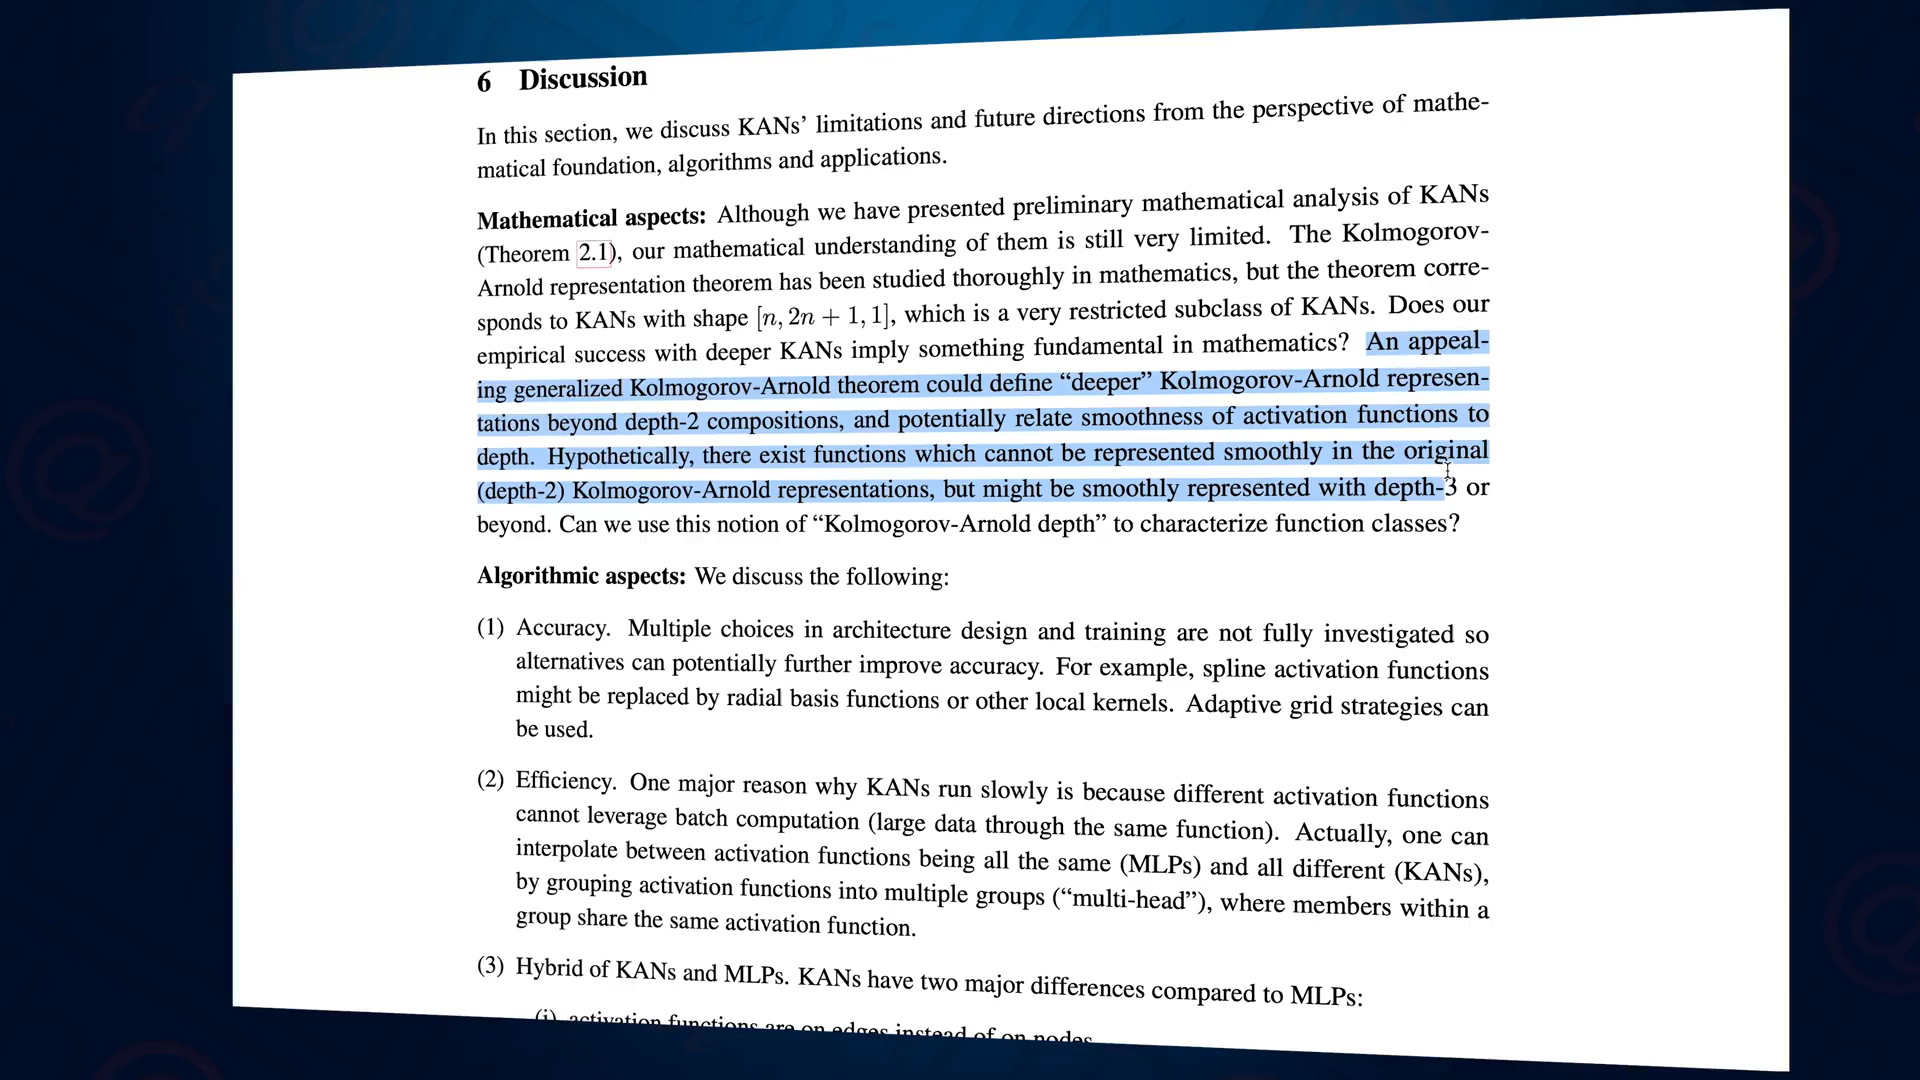 6 Discussion
In this section, we discuss KANs’ limitations and future directions from the perspective of mathe-
matical foundation, algorithms and applications.
Mathematical aspects: Although we have presented preliminary mathematical analysis of KANs
(Theorem 2.1), our mathematical understanding of them is still very limited. The Kolmogorov-
Arnold representation theorem has been studied thoroughly in mathematics, but the theorem corre-
sponds to KANs with shape [n, 2n + 1, 1], which is a very restricted subclass of KANs. Does our
empirical success with deeper KANs imply something fundamental in mathematics? An appeal-
ing generalized Kolmogorov-Arnold theorem could define “deeper” Kolmogorov-Arnold represen-
tations beyond depth-2 compositions, and potentially relate smoothness of activation functions to
depth. Hypothetically, there exist functions which cannot be represented smoothly in the original
(depth-2) Kolmogorov-Arnold representations, but might be smoothly represented with depth-3 or
beyond. Can we use this notion of “Kolmogorov-Arnold depth” to characterize function classes?
Algorithmic aspects: We discuss the following:
(1) Accuracy. Multiple choices in architecture design and training are not fully investigated so
alternatives can potentially further improve accuracy. For example, spline activation functions
might be replaced by radial basis functions or other local kernels. Adaptive grid strategies can
be used.
(2) Efficiency. One major reason why KANs run slowly is because different activation functions
cannot leverage batch computation (large data through the same function). Actually, one can
interpolate between activation functions being all the same (MLPs) and all different (KANs),
by grouping activation functions into multiple groups (“multi-head”), where members within a
group share the same activation function.
(3) Hybrid of KANs and MLPs. KANs have two major differences compared to MLPs:
(i) activation functions are on edges instead of on nodes